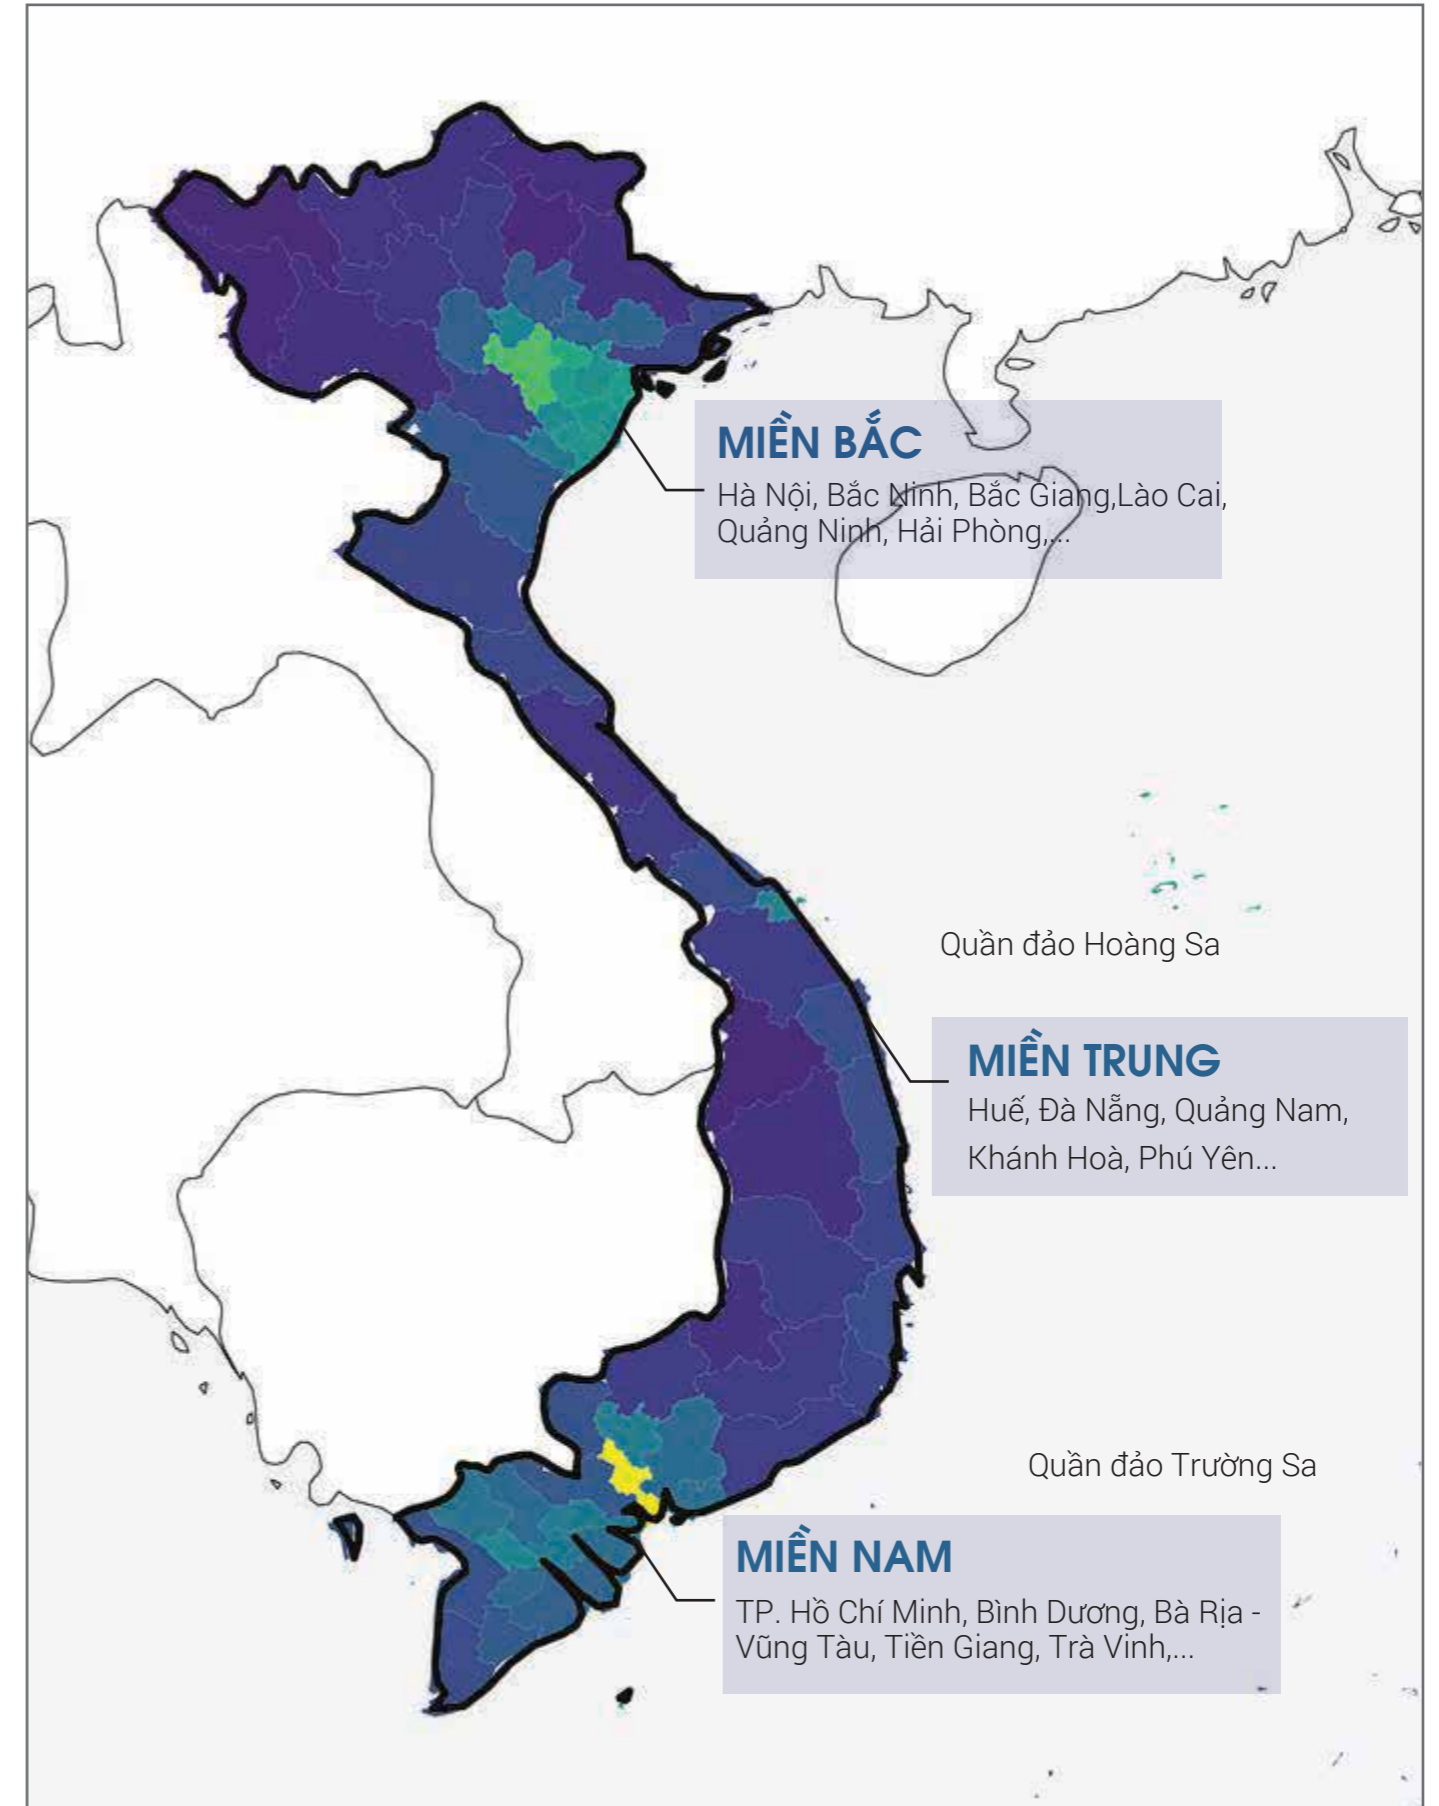 MIỀN BẮC
Hà Nội, Bắc Ninh, Bắc Giang,Lào Cai,
Quảng Ninh, Hải Phòng,...
Quần đảo Hoàng Sa
MIỀN TRUNG
Huế, Đà Nẵng, Quảng Nam,
Khánh Hoà, Phú Yên...
Quần đảo Trường Sa
MIỀN NAM
TP. Hồ Chí Minh, Bình Dương, Bà Rịa -
Vũng Tàu, Tiền Giang, Trà Vinh,...